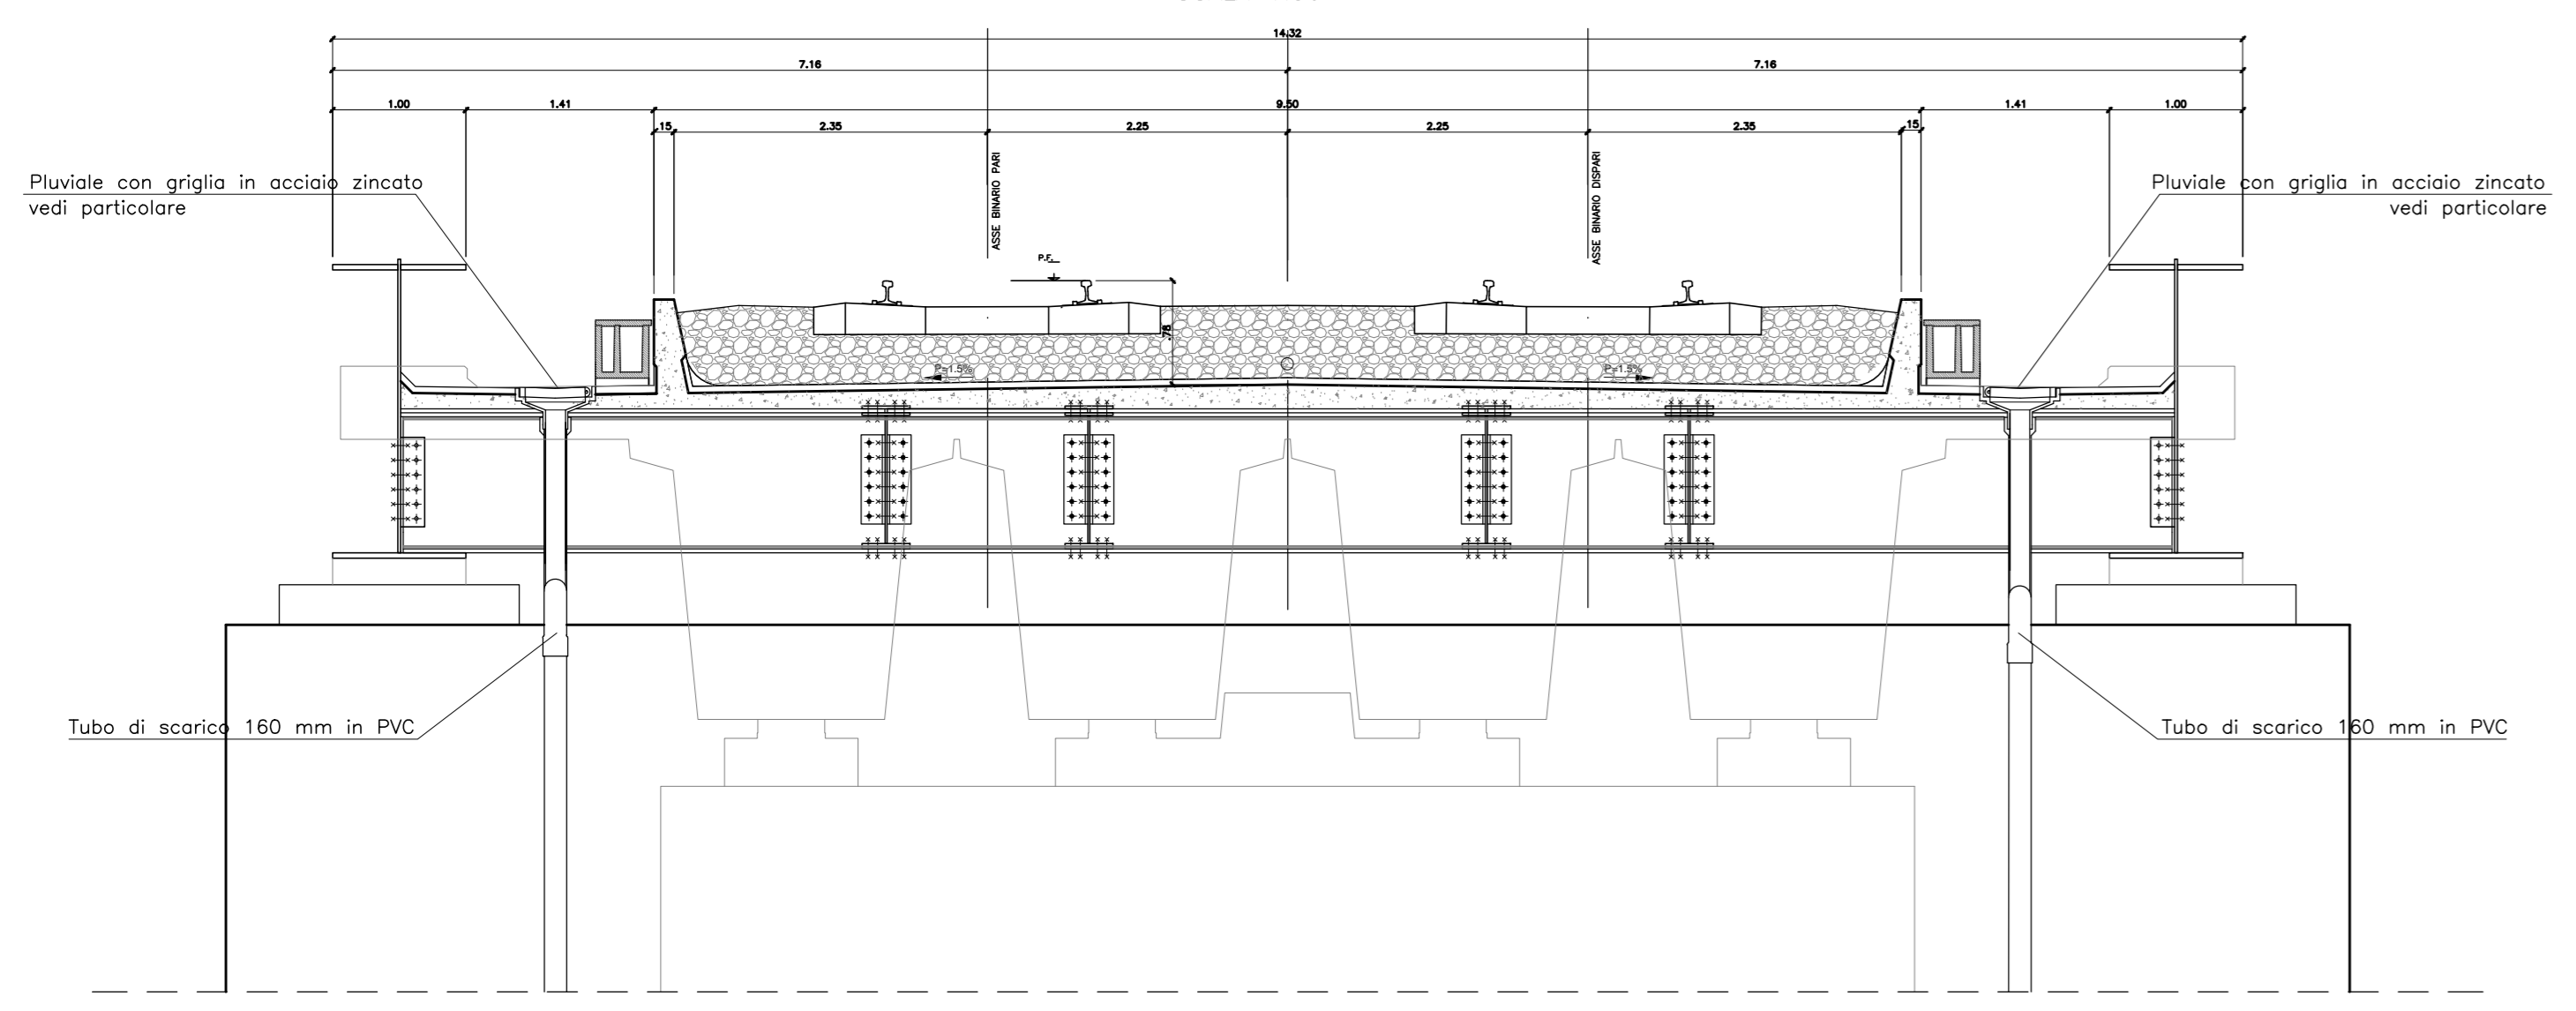 14.32
7.16 7.16
1.00 1.41 9.50 1.41 1.00
15 2.35 2.25 2.25 2.35 15
ASSE BINARIO PARI
ASSE BINARIO DISPARI
Pluviale con griglia in acciaio zincato
vedi particolare
Pluviale con griglia in acciaio zincato
vedi particolare
P.F.
.78
P=1.5%
P=1.5%
Tubo di scarico 160 mm in PVC
Tubo di scarico 160 mm in PVC